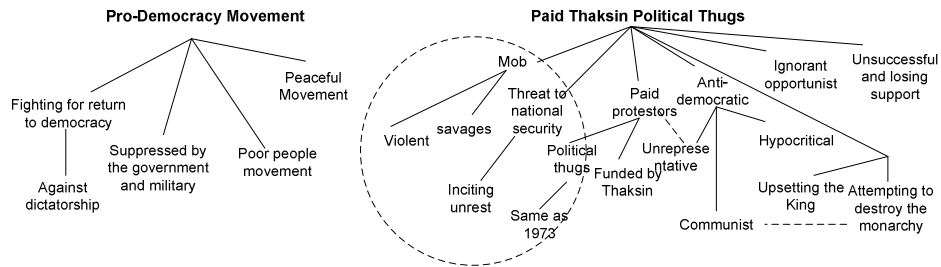 Pro-Democracy Movement
Fighting for return
to democracy
Against
dictatorship
Suppressed by
the government
and military
Poor people
movement
Peaceful
Movement
Paid Thaksin Political Thugs
Mob
Violent
savages
Threat to
national
security
Inciting
unrest
Paid
protestors
Political
thugs
Same as
1973
Funded by
Thaksin
Unreprese
ntative
Anti-
democratic
Communist
Hypocritical
Ignorant
opportunist
Unsuccessful
and losing
support
Upsetting the
King
Attempting to
destroy the
monarchy